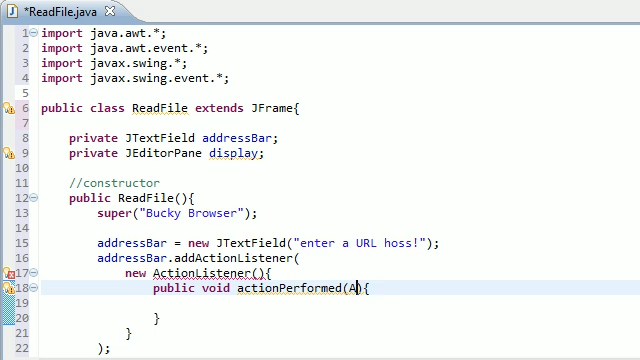 *ReadFile.java
1 import java.awt.*;
2 import java.awt.event.*;
3 import javax.swing.*;
4 import javax.swing.event.*;
5
6 public class ReadFile extends JFrame{
7
8 private JTextField addressBar;
9 private JEditorPane display;
10
11 //constructor
12 public ReadFile(){
13 super("Bucky Browser");
14
15 addressBar = new JTextField("enter a URL hoss!");
16 addressBar.addActionListener(
17 new ActionListener(){
18 public void actionPerformed(A){
19
20 }
21 }
22 );